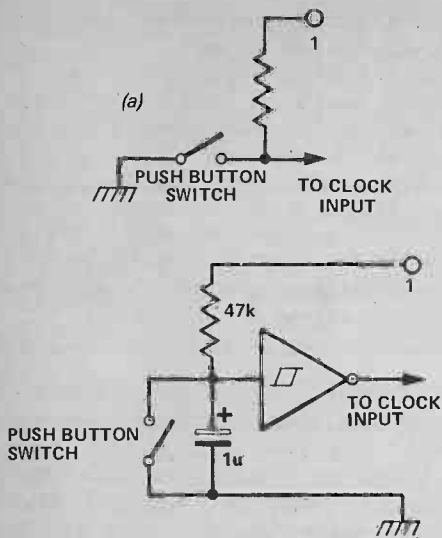 1
(a)
PUSH BUTTON
SWITCH
TO CLOCK
INPUT
1
47k
+
TO CLOCK
INPUT
PUSH BUTTON
SWITCH
1u